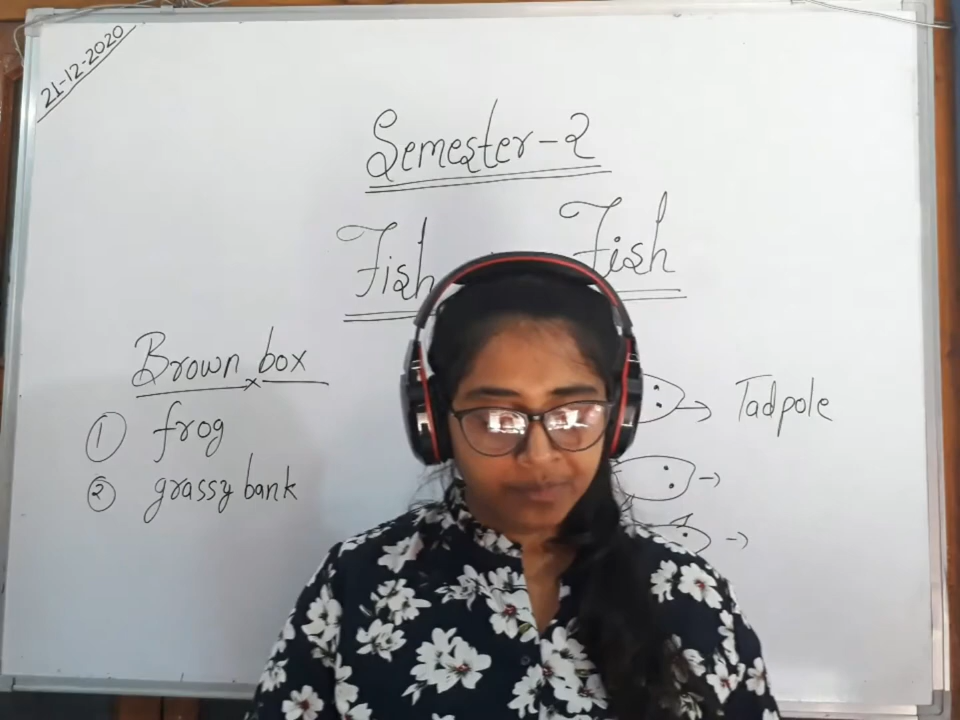 21-12-2020
Semester-2
Fish Fish
Brown box
1 frog
2 grassy bank
Tadpole